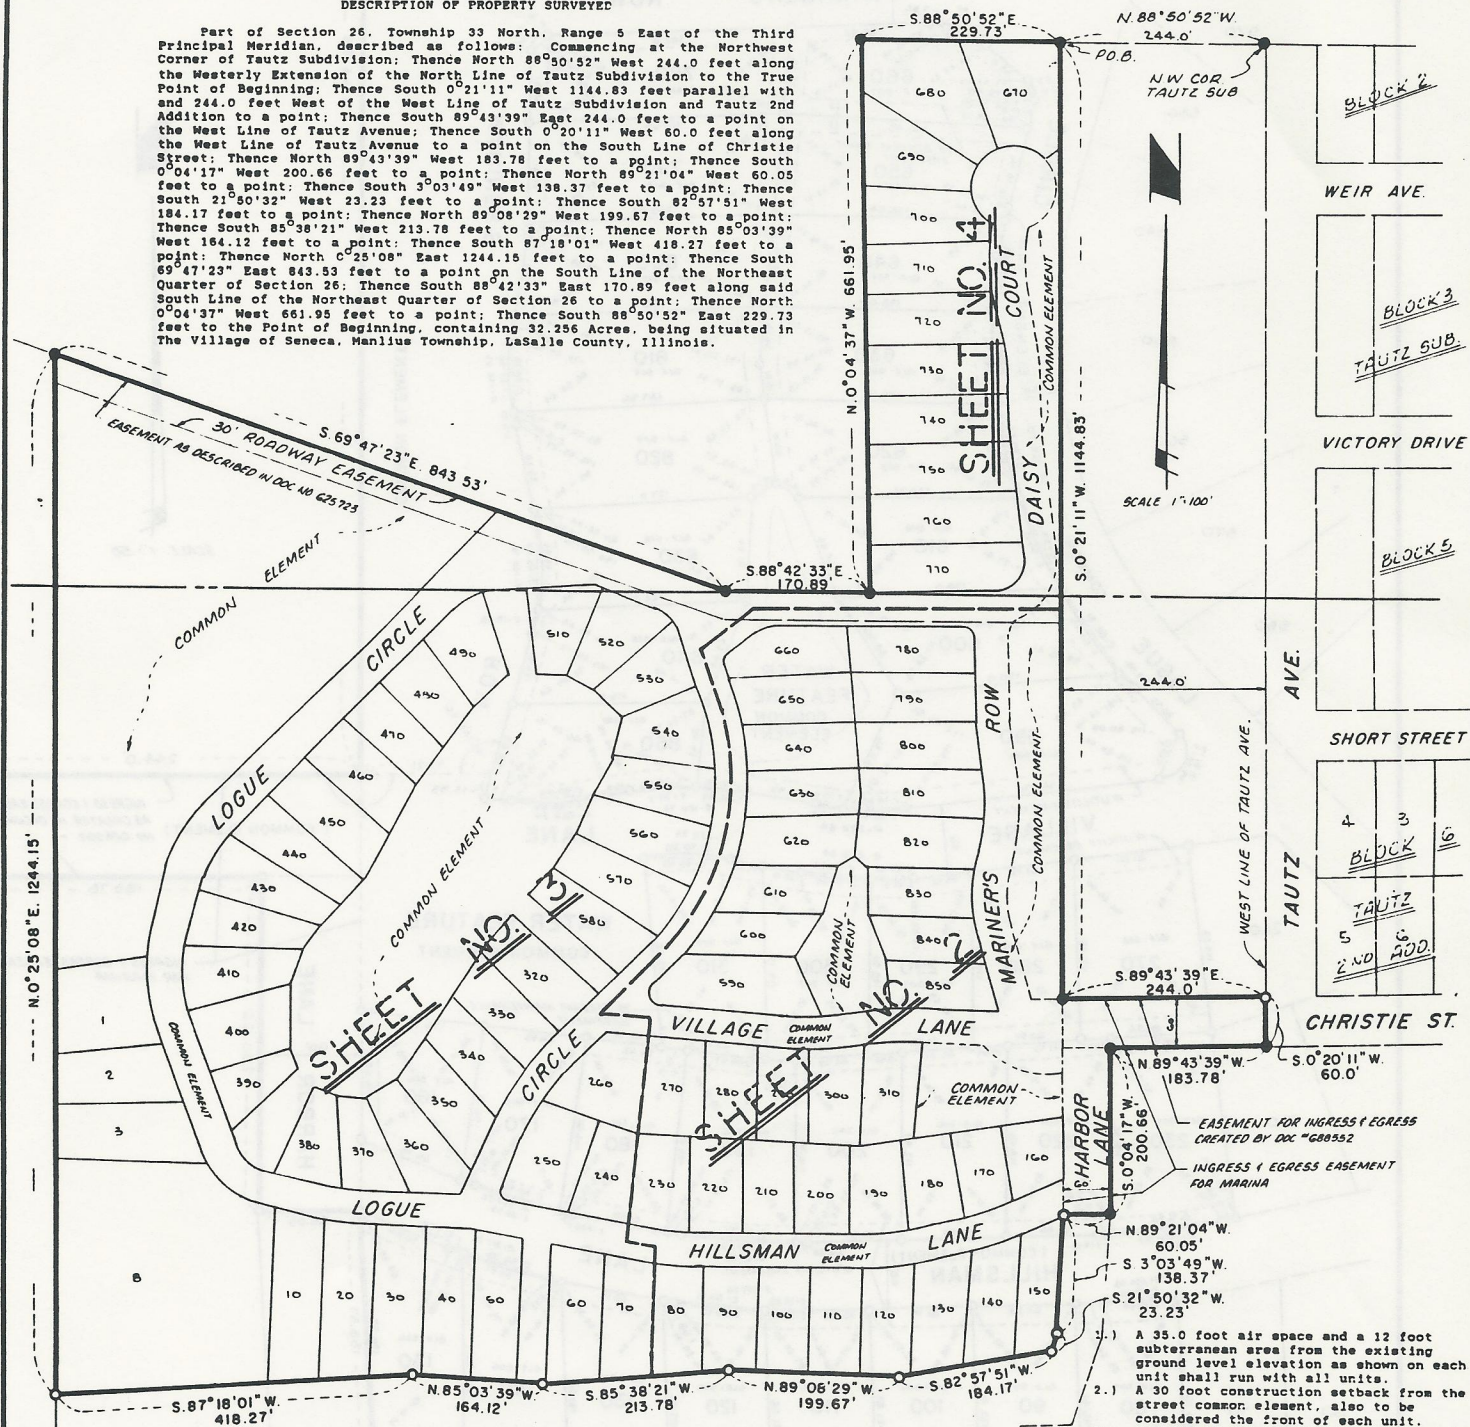 DESCRIPTION OF PROPERTY SURVEYED
Part of Section 26, Township 33 North, Range 5 East of the Third
Principal Meridian, described as follows: Commencing at the Northwest
Corner of Tautz Subdivision; Thence North 88°50'52" West 244.0 feet along
the Westerly Extension of the North Line of Tautz Subdivision to the True
Point of Beginning; Thence South 0°21'11" West 1144.83 feet parallel with
and 244.0 feet West of the West Line of Tautz Subdivision and Tautz 2nd
Addition to a point; Thence South 89°43'39" East 244.0 feet to a point on
the West Line of Tautz Avenue; Thence South 0°20'11" West 60.0 feet along
the West Line of Tautz Avenue to a point on the South Line of Christie
Street; Thence North 89°43'39" West 183.78 feet to a point; Thence South
0°04'17" West 200.66 feet to a point; Thence North 89°21'04" West 60.05
feet to a point; Thence South 3°03'49" West 138.37 feet to a point; Thence
South 21°50'32" West 23.23 feet to a point; Thence South 82°57'51" West
184.17 feet to a point; Thence North 89°08'29" West 199.67 feet to a point;
Thence South 85°38'21" West 213.78 feet to a point; Thence North 85°03'39"
West 164.12 feet to a point; Thence South 87°18'01" West 418.27 feet to a
point; Thence North 0°25'08" East 1244.15 feet to a point; Thence South
69°47'23" East 843.53 feet to a point on the South Line of the Northeast
Quarter of Section 26; Thence South 88°42'33" East 170.89 feet along said
South Line of the Northeast Quarter of Section 26 to a point; Thence North
0°04'37" West 661.95 feet to a point; Thence South 88°50'52" East 229.73
feet to the Point of Beginning, containing 32.256 Acres, being situated in
The Village of Seneca, Manlius Township, LaSalle County, Illinois.
S.88°50'52"E.
229.73'
N.88°50'52"W.
244.0'
P.O.B.
N W COR.
TAUTZ SUB
BLOCK 2
WEIR AVE.
BLOCK 3
TAUTZ SUB.
VICTORY DRIVE
BLOCK 5
SHORT STREET
4 3
BLOCK 6
TAUTZ
5 6
2ND ADD.
CHRISTIE ST.
SCALE 1"=100'
680 670
690
700
710
720
730
740
750
760
770
SHEET NO. 4
DAISY COURT
COMMON ELEMENT
N.0°04'37"W. 661.95'
S.0°21'11"W. 1144.83'
S.69°47'23"E. 843 53'
30' ROADWAY EASEMENT
EASEMENT AS DESCRIBED IN DOC NO 625723
COMMON ELEMENT
S.88°42'33"E
170.89'
N.0°25'08"E. 1244.15'
LOGUE CIRCLE
490 510 520
480 530
470 540
460 550
450 560
440 570
430 580
420 320
410 330
400 340
390 350
380 370 360
COMMON ELEMENT
SHEET NO. 3
COMMON ELEMENT
CIRCLE
LOGUE
660 780
650 790
640 800
630 810
620 820
610 830
600 840
590 850
COMMON
ELEMENT
MARINER'S ROW
COMMON ELEMENT
244.0'
WEST LINE OF TAUTZ AVE.
TAUTZ AVE.
SHEET NO. 2
VILLAGE COMMON ELEMENT LANE
260 270 280 300 310
COMMON
ELEMENT
250 240 230 220 210 200 190 180 170 160
HILLSMAN COMMON ELEMENT LANE
1
2
3
B
10 20 30 40 50 60 70 80 90 100 110 120 130 140 150
S.89°43'39"E.
244.0'
3
N.89°43'39"W.
183.78'
S.0°20'11"W.
60.0'
HARBOR
LANE
60'
S.0°04'17"W.
200.66'
EASEMENT FOR INGRESS & EGRESS
CREATED BY DOC #688552
INGRESS & EGRESS EASEMENT
FOR MARINA
N.89°21'04"W.
60.05'
S.3°03'49"W.
138.37'
S.21°50'32"W.
23.23'
S.87°18'01"W.
418.27'
N.85°03'39"W.
164.12'
S.85°38'21"W.
213.78'
N.89°06'29"W.
199.67'
S.82°57'51"W.
184.17'
1.) A 35.0 foot air space and a 12 foot
subterranean area from the existing
ground level elevation as shown on each
unit shall run with all units.
2.) A 30 foot construction setback from the
street common element, also to be
considered the front of each unit.